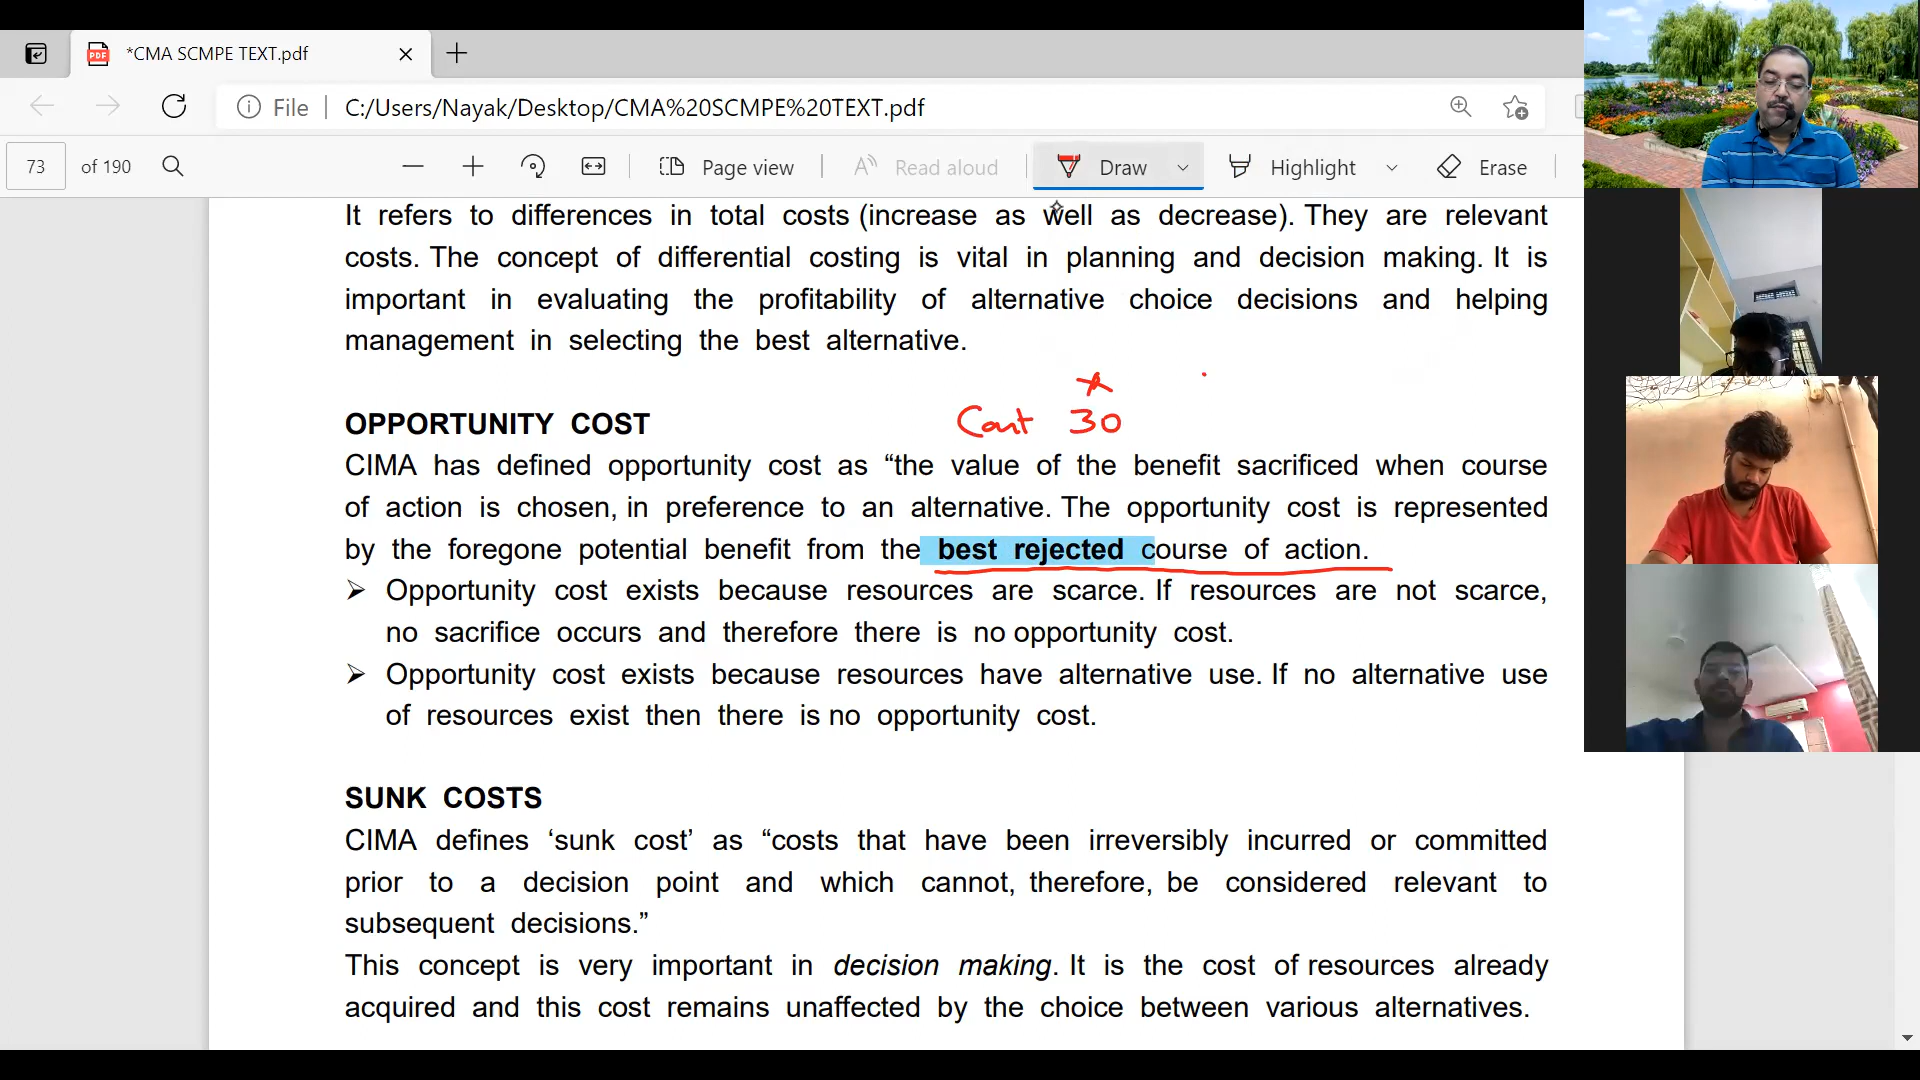 *CMA SCMPE TEXT.pdf
File C:/Users/Nayak/Desktop/CMA%20SCMPE%20TEXT.pdf
73 of 190 Page view Read aloud Draw Highlight Erase
It refers to differences in total costs (increase as well as decrease). They are relevant
costs. The concept of differential costing is vital in planning and decision making. It is
important in evaluating the profitability of alternative choice decisions and helping
management in selecting the best alternative.
OPPORTUNITY COST
30
CIMA has defined opportunity cost as “the value of the benefit sacrificed when course
of action is chosen, in preference to an alternative. The opportunity cost is represented
by the foregone potential benefit from the best rejected course of action.
➢ Opportunity cost exists because resources are scarce. If resources are not scarce,
no sacrifice occurs and therefore there is no opportunity cost.
➢ Opportunity cost exists because resources have alternative use. If no alternative use
of resources exist then there is no opportunity cost.
SUNK COSTS
CIMA defines ‘sunk cost’ as “costs that have been irreversibly incurred or committed
prior to a decision point and which cannot, therefore, be considered relevant to
subsequent decisions.”
This concept is very important in decision making. It is the cost of resources already
acquired and this cost remains unaffected by the choice between various alternatives.